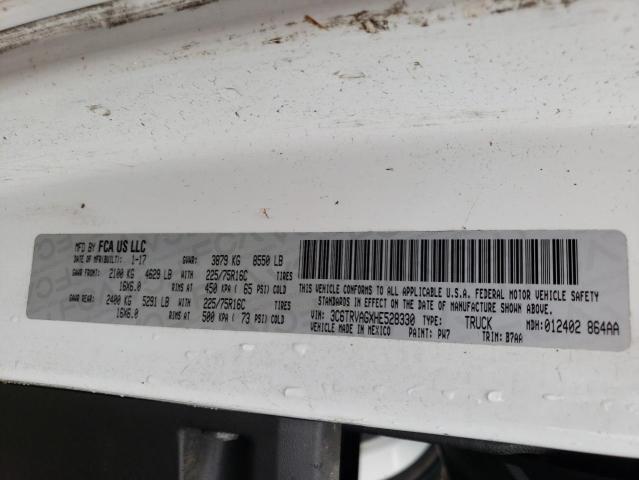 MFD BY FCA US LLC
DATE OF MFR(BUILT): 1-17 GVWR: 3879 KG 8550 LB
GAWR FRONT: 2100 KG 4629 LB WITH 225/75R16C TIRES
16X6.0 RIMS AT 450 KPA ( 65 PSI) COLD
GAWR REAR: 2400 KG 5291 LB WITH 225/75R16C TIRES
16X6.0 RIMS AT 500 KPA ( 73 PSI) COLD
THIS VEHICLE CONFORMS TO ALL APPLICABLE U.S.A. FEDERAL MOTOR VEHICLE SAFETY
STANDARDS IN EFFECT ON THE DATE OF MANUFACTURE SHOWN ABOVE.
VIN: 3C6TRVAGXHE528330 TYPE: TRUCK MDH: 012402 864AA
MADE IN MEXICO PAINT: PW7 TRIM: B7AA